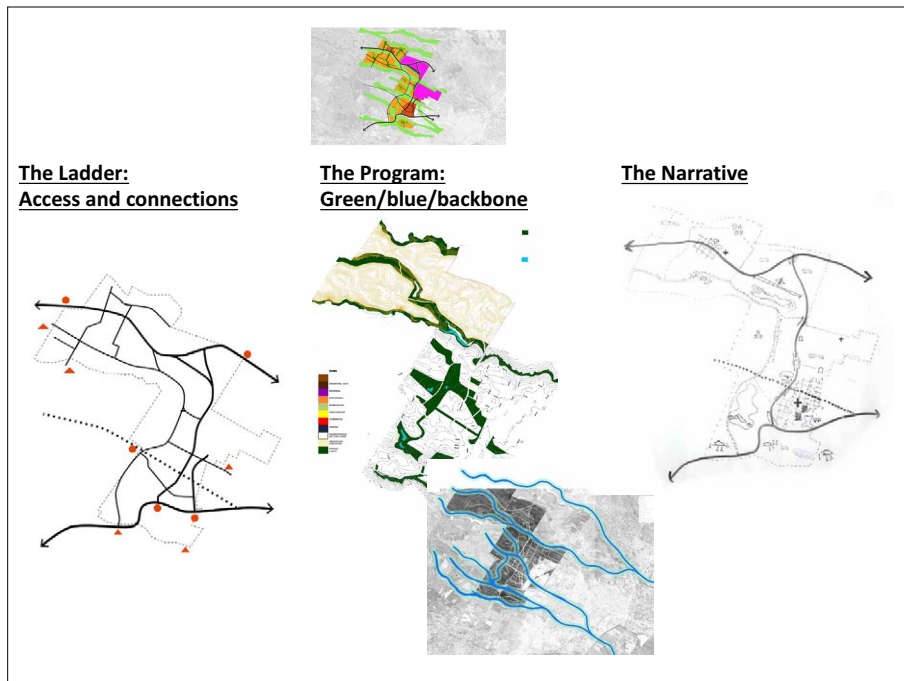 The Ladder:
Access and connections
The Program:
Green/blue/backbone
The Narrative